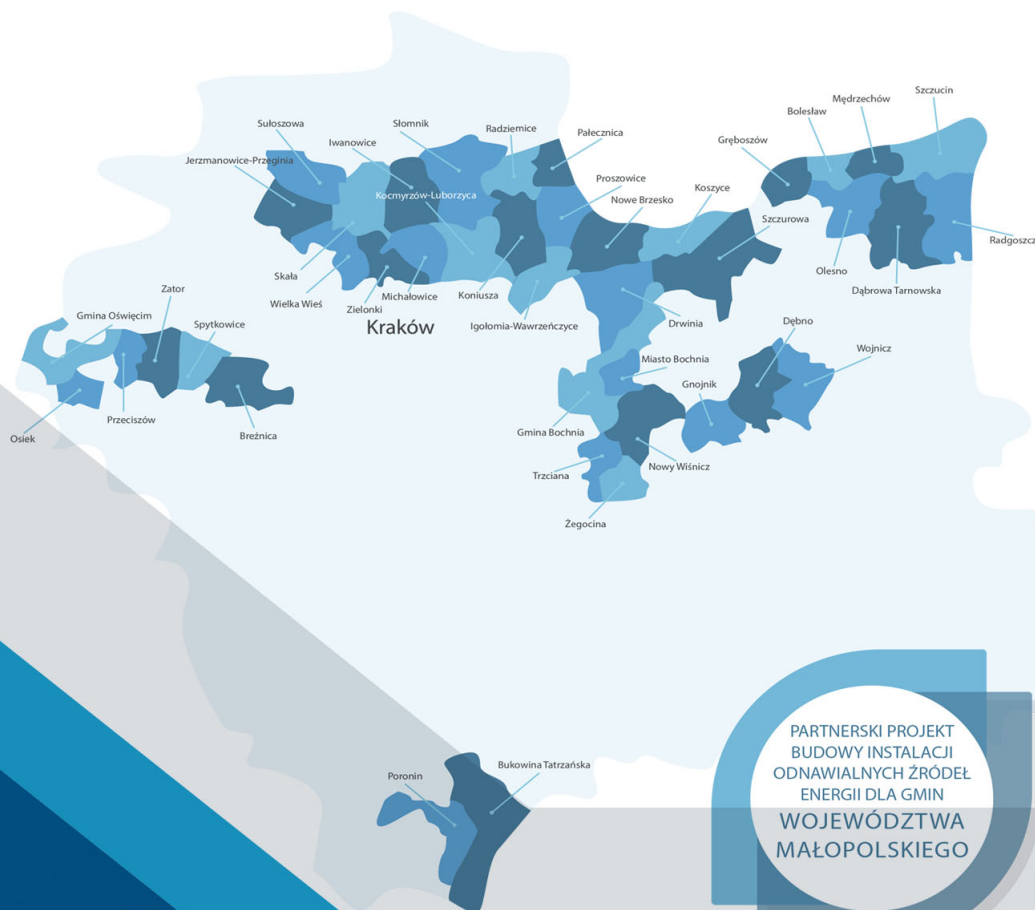 Szczucin
Mędrzechów
Bolesław
Gręboszów
Sułoszowa
Słomnik
Radziemice
Pałecznica
Iwanowice
Jerzmanowice-Przeginia
Proszowice
Koszyce
Kocmyrzów-Luborzyca
Nowe Brzesko
Szczurowa
Radgoszcz
Olesno
Skała
Dąbrowa Tarnowska
Zator
Wielka Wieś
Michałowice
Koniusza
Zielonki
Gmina Oświęcim
Spytkowice
Kraków
Igołomia-Wawrzeńczyce
Drwinia
Dębno
Wojnicz
Miasto Bochnia
Gnojnik
Przeciszów
Osiek
Breźnica
Gmina Bochnia
Nowy Wiśnicz
Trzciana
Żegocina
Poronin
Bukowina Tatrzańska
PARTNERSKI PROJEKT
BUDOWY INSTALACJI
ODNAWIALNYCH ŹRÓDEŁ
ENERGII DLA GMIN
WOJEWÓDZTWA
MAŁOPOLSKIEGO